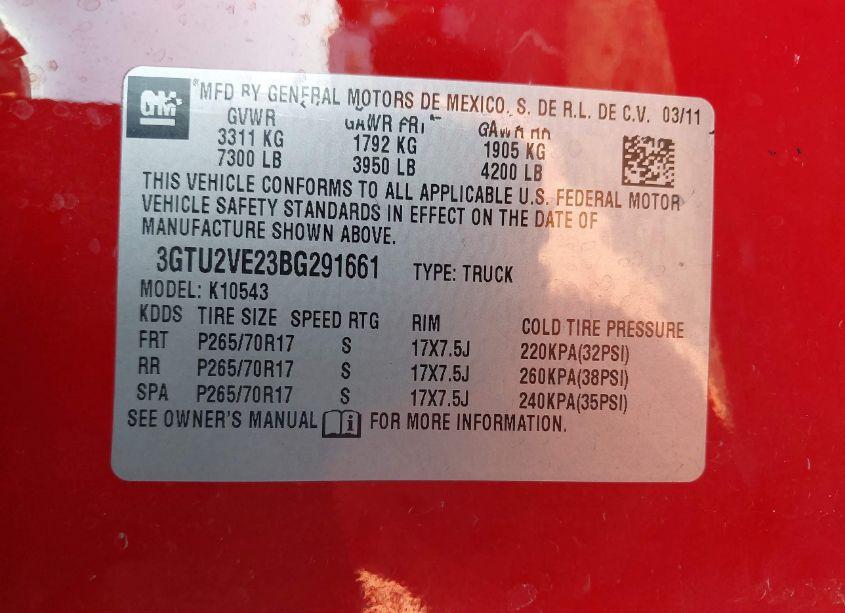 GM MFD BY GENERAL MOTORS DE MEXICO, S. DE R.L. DE C.V. 03/11
GVWR GAWR FRT GAWR RR
3311 KG 1792 KG 1905 KG
7300 LB 3950 LB 4200 LB
THIS VEHICLE CONFORMS TO ALL APPLICABLE U.S. FEDERAL MOTOR
VEHICLE SAFETY STANDARDS IN EFFECT ON THE DATE OF
MANUFACTURE SHOWN ABOVE.
3GTU2VE23BG291661 TYPE: TRUCK
MODEL: K10543
KDDS TIRE SIZE SPEED RTG RIM COLD TIRE PRESSURE
FRT P265/70R17 S 17X7.5J 220KPA(32PSI)
RR P265/70R17 S 17X7.5J 260KPA(38PSI)
SPA P265/70R17 S 17X7.5J 240KPA(35PSI)
SEE OWNER'S MANUAL FOR MORE INFORMATION.